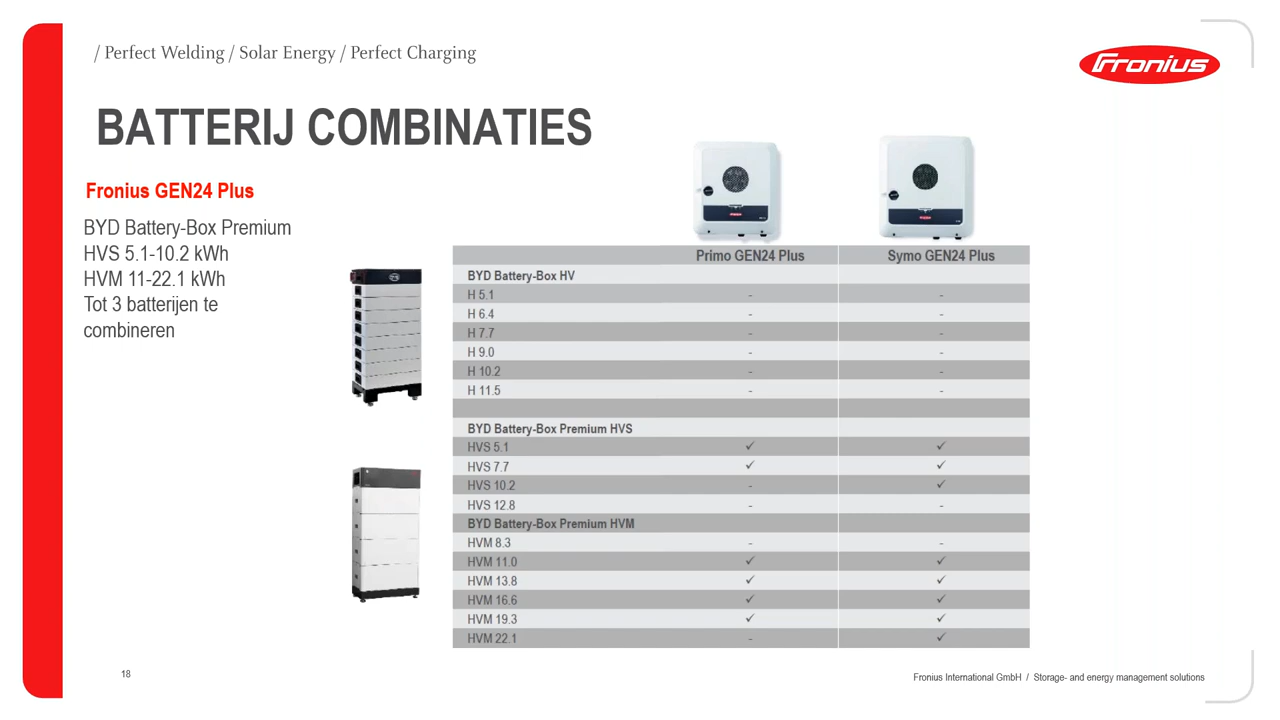 / Perfect Welding / Solar Energy / Perfect Charging
Fronius
BATTERIJ COMBINATIES
Fronius GEN24 Plus
BYD Battery-Box Premium
HVS 5.1-10.2 kWh
HVM 11-22.1 kWh
Tot 3 batterijen te
combineren
Primo GEN24 Plus Symo GEN24 Plus
BYD Battery-Box HV
H 5.1 - -
H 6.4 - -
H 7.7 - -
H 9.0 - -
H 10.2 - -
H 11.5 - -
BYD Battery-Box Premium HVS
HVS 5.1 ✓ ✓
HVS 7.7 ✓ ✓
HVS 10.2 - ✓
HVS 12.8 - -
BYD Battery-Box Premium HVM
HVM 8.3 - -
HVM 11.0 ✓ ✓
HVM 13.8 ✓ ✓
HVM 16.6 ✓ ✓
HVM 19.3 ✓ ✓
HVM 22.1 - ✓
18
Fronius International GmbH / Storage- and energy management solutions